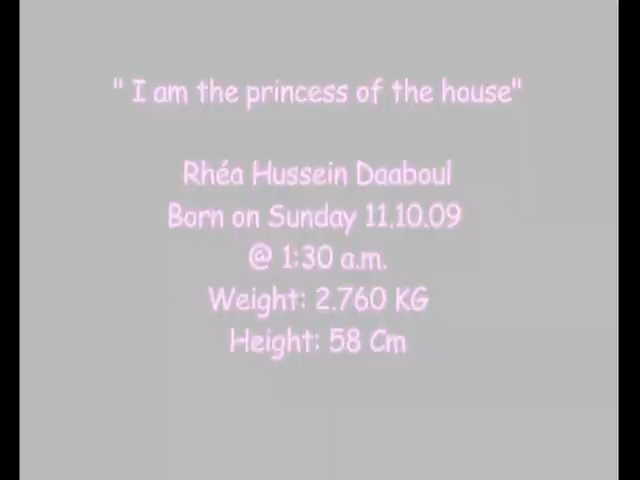 " I am the princess of the house"
Rhéa Hussein Daaboul
Born on Sunday 11.10.09
@ 1:30 a.m.
Weight: 2.760 KG
Height: 58 Cm